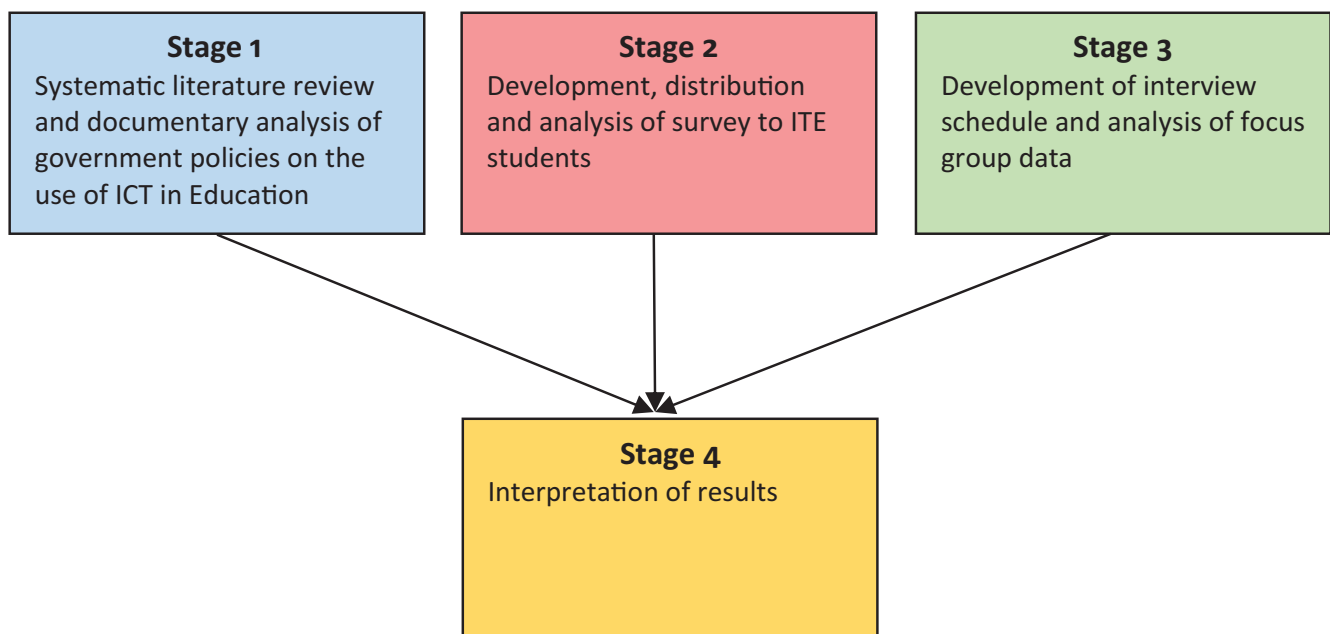 Stage 1
Systematic literature review
and documentary analysis of
government policies on the
use of ICT in Education
Stage 2
Development, distribution
and analysis of survey to ITE
students
Stage 3
Development of interview
schedule and analysis of focus
group data
Stage 4
Interpretation of results